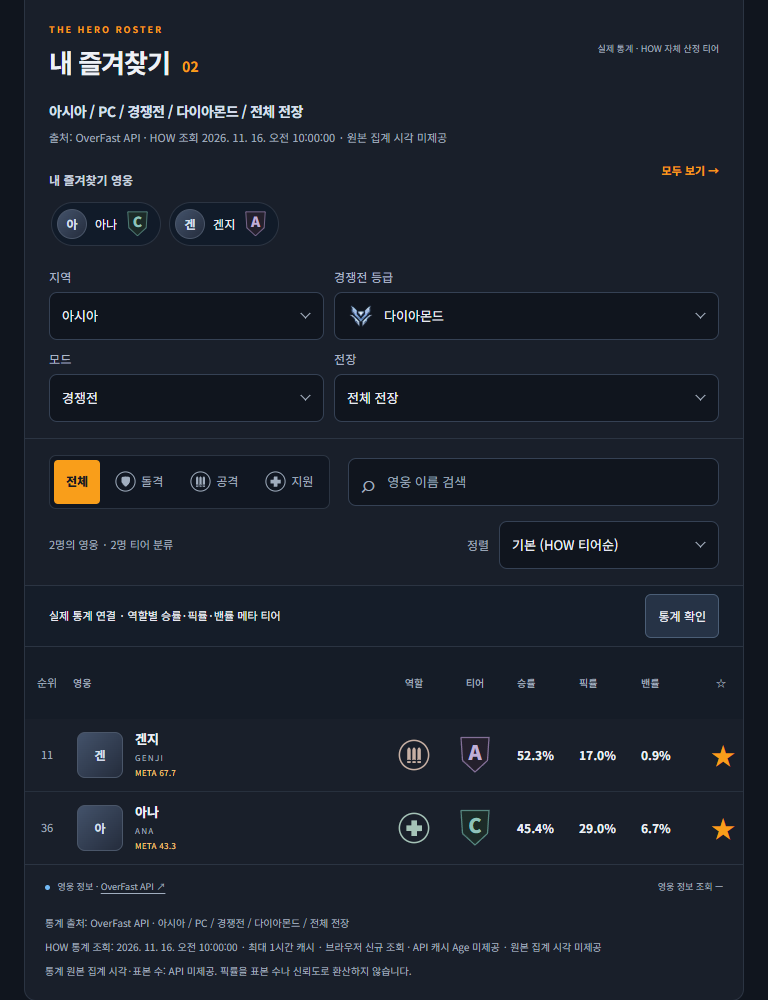 THE HERO ROSTER
내 즐겨찾기 02
실제 통계 · HOW 자체 산정 티어
아시아 / PC / 경쟁전 / 다이아몬드 / 전체 전장
출처: OverFast API · HOW 조회 2026. 11. 16. 오전 10:00:00 · 원본 집계 시각 미제공
내 즐겨찾기 영웅
모두 보기 →
아 아나 C 겐 겐지 A
지역 경쟁전 등급
아시아 다이아몬드
모드 전장
경쟁전 전체 전장
전체 돌격 공격 지원 영웅 이름 검색
2명의 영웅 · 2명 티어 분류 정렬 기본 (HOW 티어순)
실제 통계 연결 · 역할별 승률·픽률·밴률 메타 티어 통계 확인
순위 영웅 역할 티어 승률 픽률 밴률 ☆
11 겐 겐지 A 52.3% 17.0% 0.9% ★
GENJI
META 67.7
36 아 아나 C 45.4% 29.0% 6.7% ★
ANA
META 43.3
영웅 정보 · OverFast API ↗ 영웅 정보 조회 —
통계 출처: OverFast API · 아시아 / PC / 경쟁전 / 다이아몬드 / 전체 전장
HOW 통계 조회: 2026. 11. 16. 오전 10:00:00 · 최대 1시간 캐시 · 브라우저 신규 조회 · API 캐시 Age 미제공 · 원본 집계 시각 미제공
통계 원본 집계 시각·표본 수: API 미제공. 픽률을 표본 수나 신뢰도로 환산하지 않습니다.